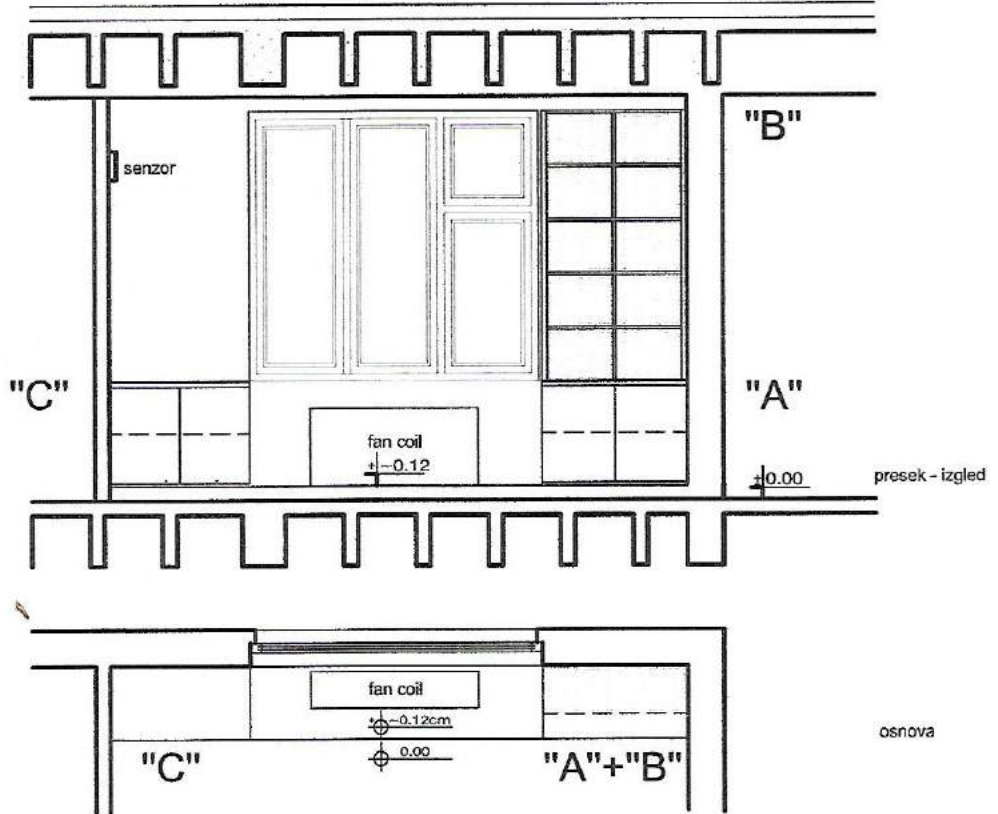 "B"
senzor
"C"
"A"
fan coil
+~0.12
+0.00
presek - izgled
fan coil
+~0.12cm
0.00
osnova
"C"
"A"+"B"